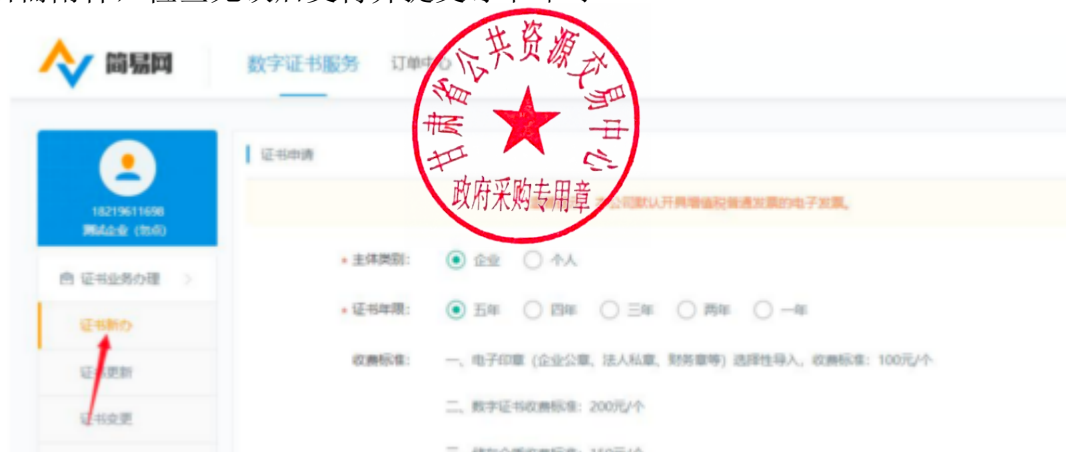 简易网 数字证书服务 订单中心
甘肃省公共资源交易中心
政府采购专用章
18219611698
测试企业（勿点）
证书业务办理
证书新办
证书更新
证书变更
证书申请
本公司默认开具增值税普通发票的电子发票。
主体类别： 企业 个人
证书年限： 五年 四年 三年 两年 一年
收费标准： 一、电子印章（企业公章、法人私章、财务章等）选择性导入，收费标准：100元/个
二、数字证书收费标准：200元/个